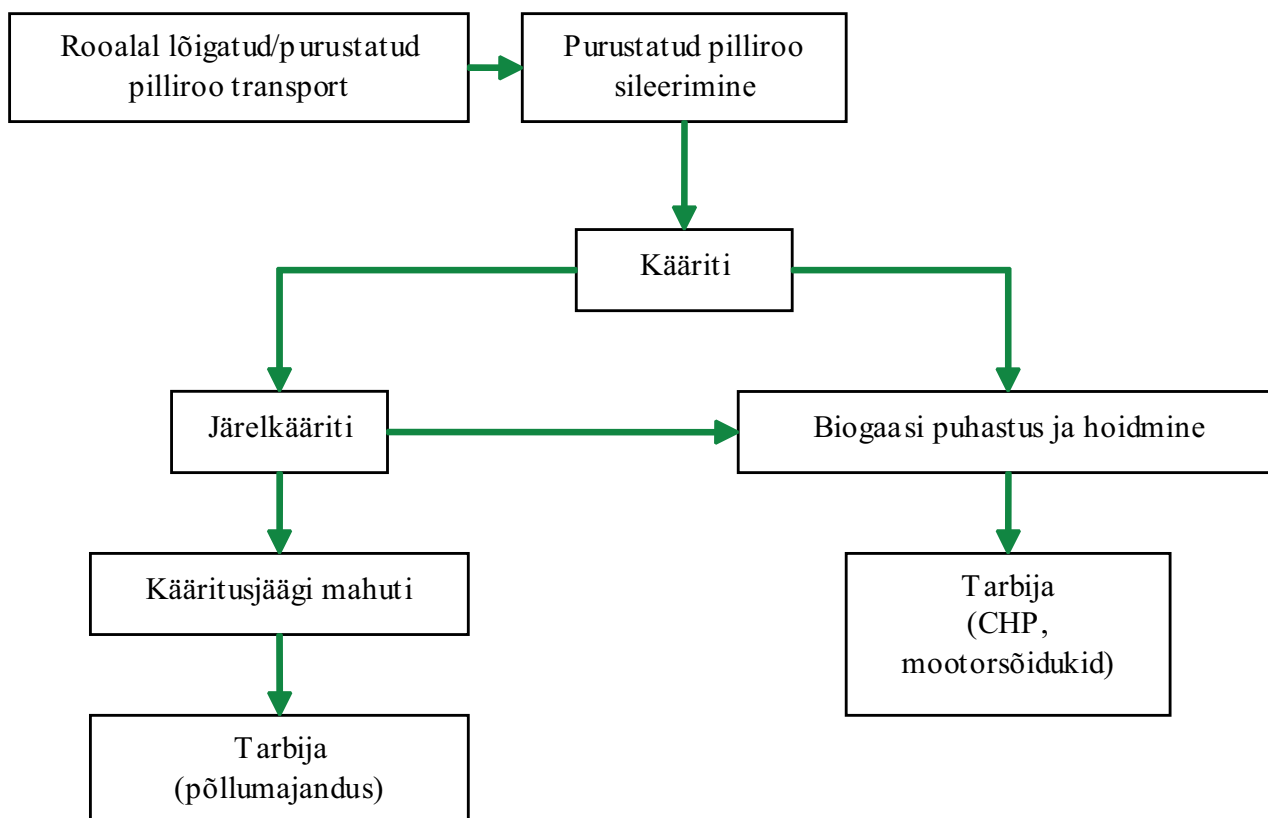 Rooalal lõigatud/purustatud
pilliroo transport
Purustatud pilliroo
sileerimine
Kääriti
Järelkääriti
Biogaasi puhastus ja hoidmine
Kääritusjäägi mahuti
Tarbija
(CHP,
mootorsõidukid)
Tarbija
(põllumajandus)